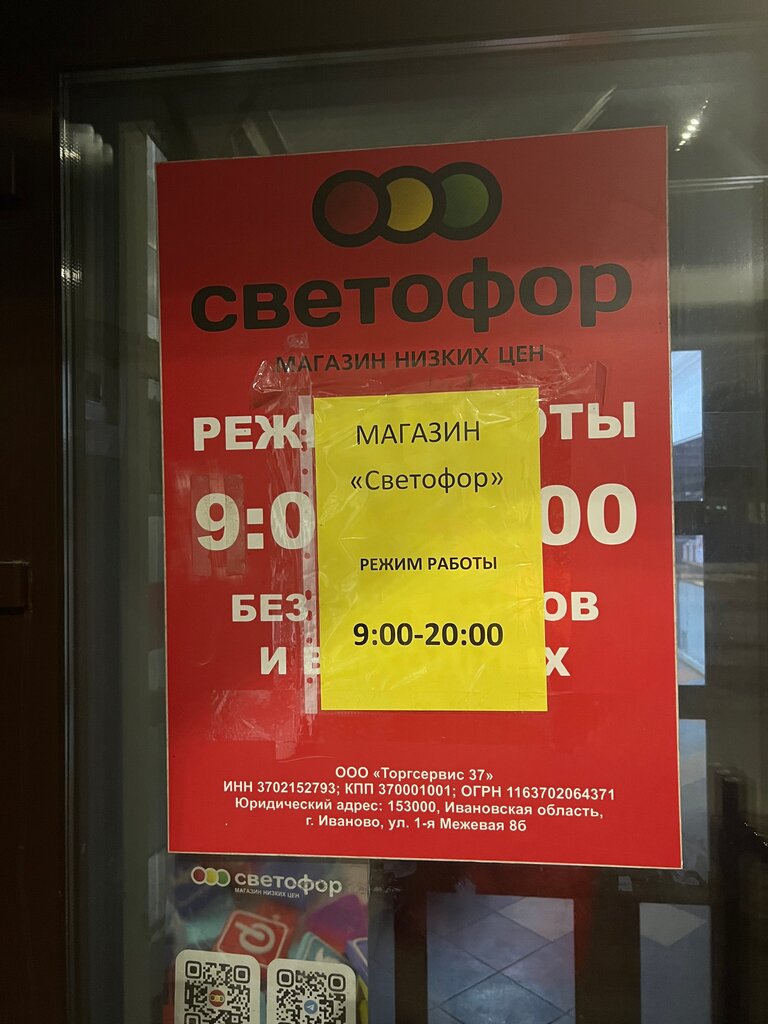 светофор
МАГАЗИН НИЗКИХ ЦЕН
МАГАЗИН
«Светофор»
РЕЖИМ РАБОТЫ
9:00-20:00
ООО «Торгсервис 37»
ИНН 3702152793; КПП 370001001; ОГРН 1163702064371
Юридический адрес: 153000, Ивановская область,
г. Иваново, ул. 1-я Межевая 8б
светофор
МАГАЗИН НИЗКИХ ЦЕН